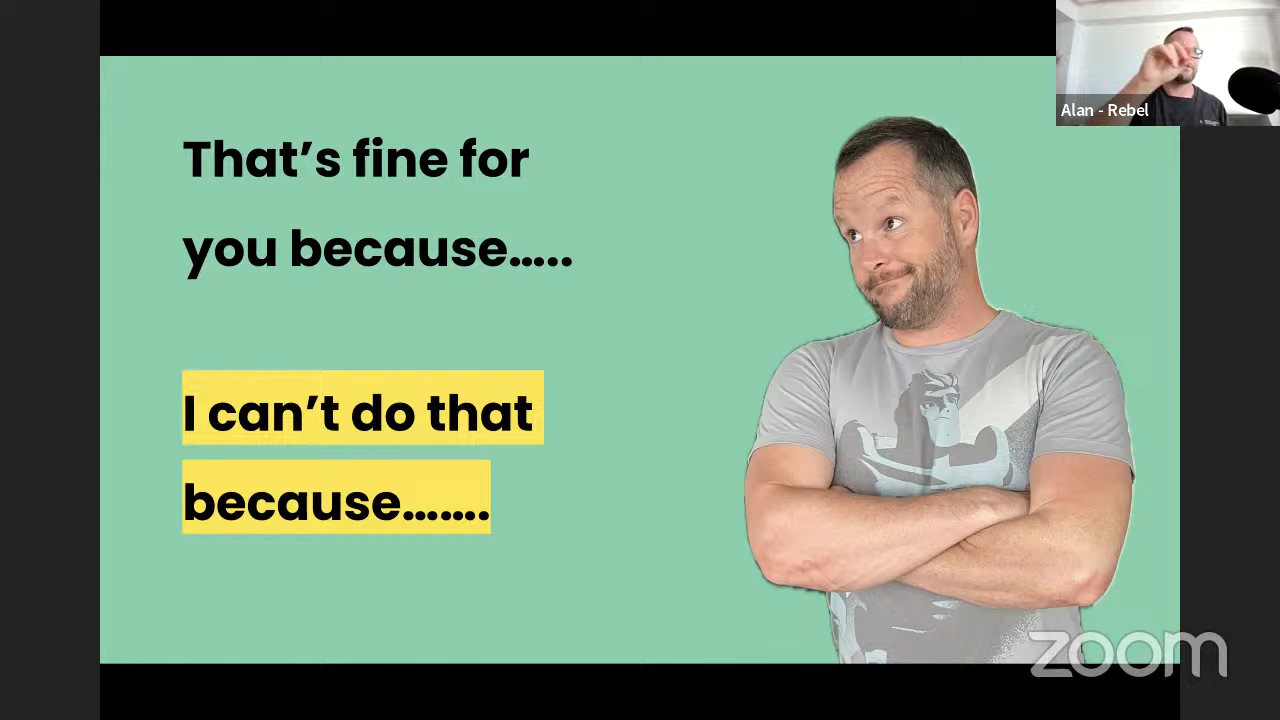 Alan - Rebel
That’s fine for
you because…..
I can’t do that
because…….
zoom